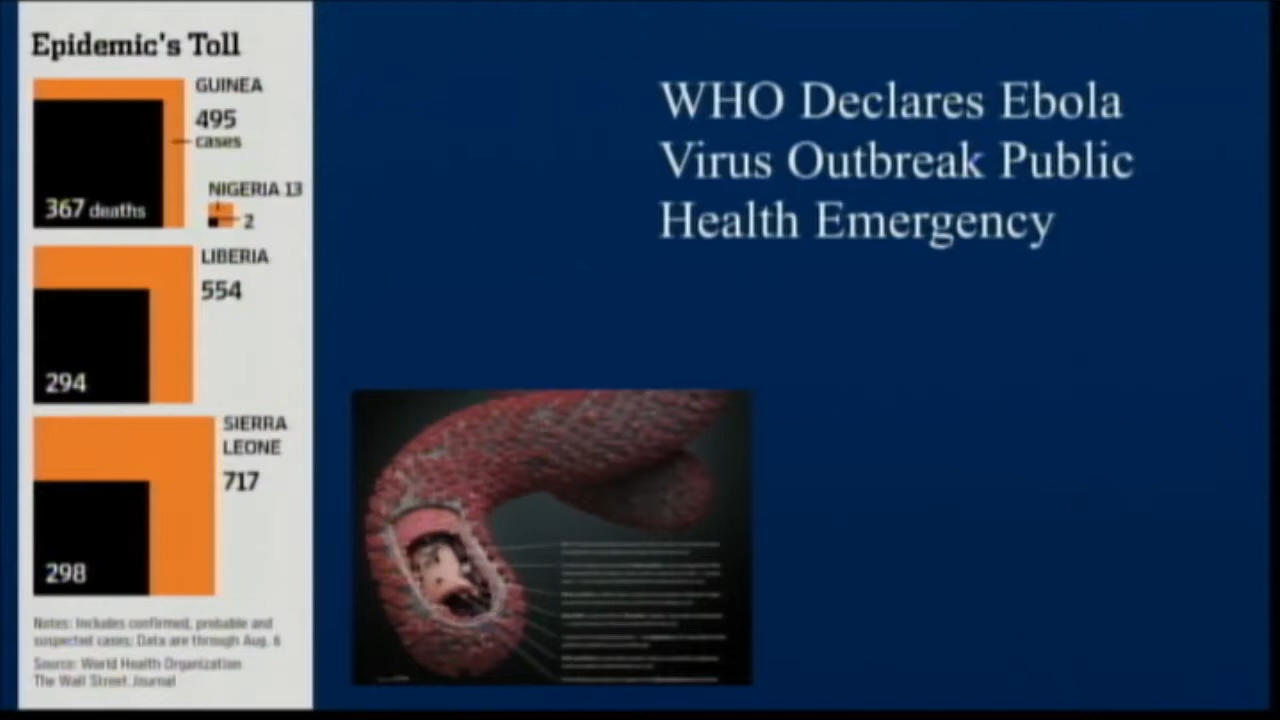 Epidemic's Toll
GUINEA
495
cases
367 deaths
NIGERIA 13
2
LIBERIA
554
294
SIERRA
LEONE
717
298
Notes: Includes confirmed, probable and
suspected cases; Data are through Aug. 6
Source: World Health Organization
The Wall Street Journal
WHO Declares Ebola
Virus Outbreak Public
Health Emergency